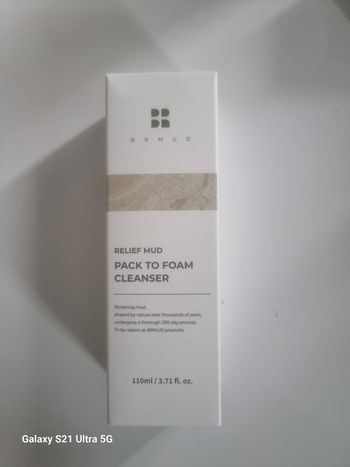 BRMUD
RELIEF MUD
PACK TO FOAM
CLEANSER
Boryeong mud,
shaped by nature over thousands of years,
undergoes a thorough 290-day process,
To be reborn as BRMUD products.
110ml / 3.71 fl. oz.
Galaxy S21 Ultra 5G